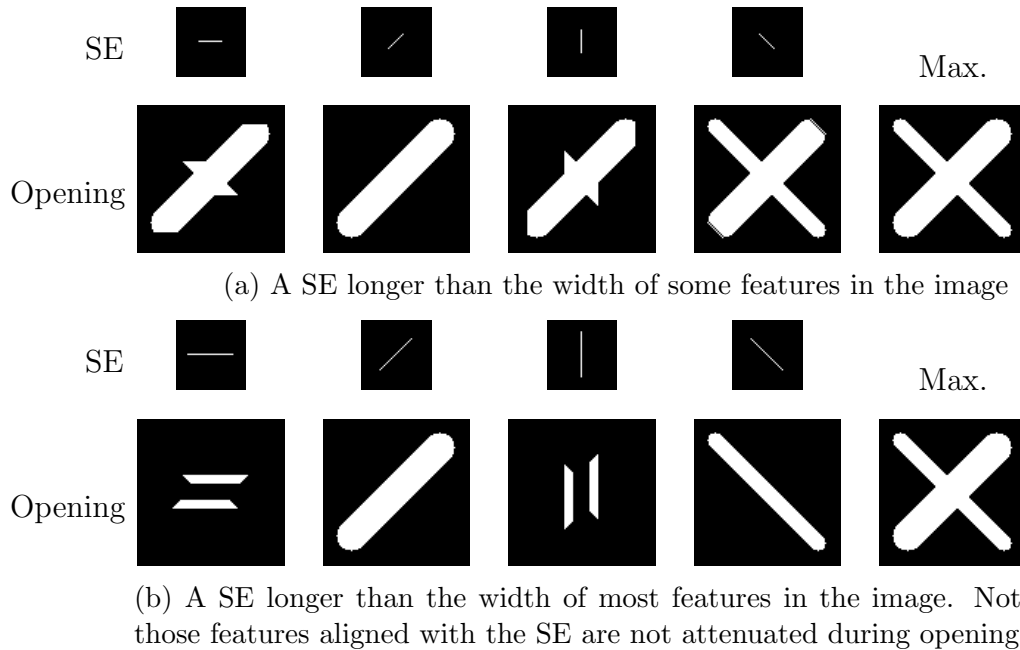 SE
Max.
Opening
(a) A SE longer than the width of some features in the image
SE
Max.
Opening
(b) A SE longer than the width of most features in the image. Not
those features aligned with the SE are not attenuated during opening